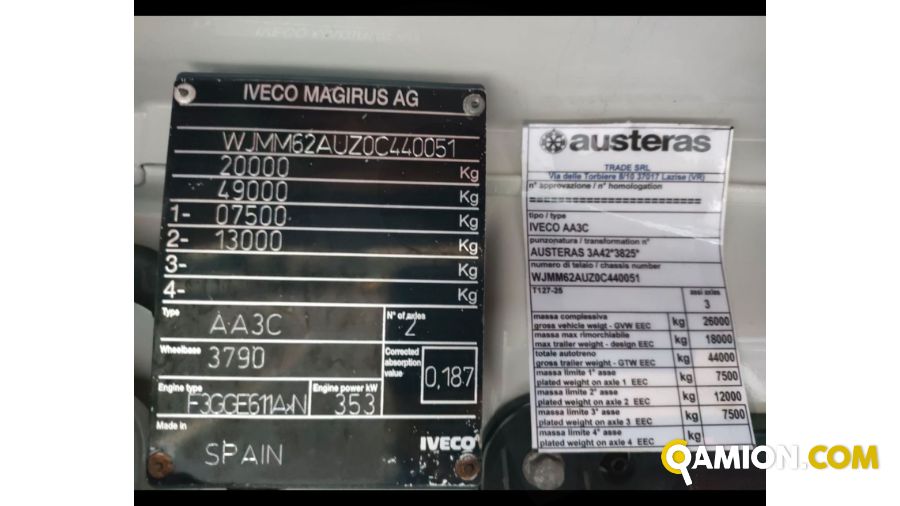 IVECO MAGIRUS AG
WJMM62AUZ0C440051
20000 Kg
49000 Kg
1- 07500 Kg
2- 13000 Kg
3- Kg
4- Kg
Type AA3C N° of axles 2
Wheelbase 3790 Corrected absorption value 0,187
Engine type F3GGE611A*N Engine power kW 353
Made in SPAIN IVECO
austeras
TRADE SRL
Via delle Torbiere 8/10 37017 Lazise (VR)
n° approvazione / n° homologation
========================
tipo / type
IVECO AA3C
punzonatura / transformation n°
AUSTERAS 3A42*3825*
numero di telaio / chassis number
WJMM62AUZ0C440051
T127-25 assi axles
3
massa complessiva
gross vehicle weigt - GVW EEC kg 26000
massa max rimorchiabile
max trailer weight - design EEC kg 18000
totale autotreno
gross trailer weight - GTW EEC kg 44000
massa limite 1° asse
plated weight on axle 1 EEC kg 7500
massa limite 2° asse
plated weight on axle 2 EEC kg 12000
massa limite 3° asse
plated weight on axle 3 EEC kg 7500
massa limite 4° asse
plated weight on axle 4 EEC kg
QAMION.COM